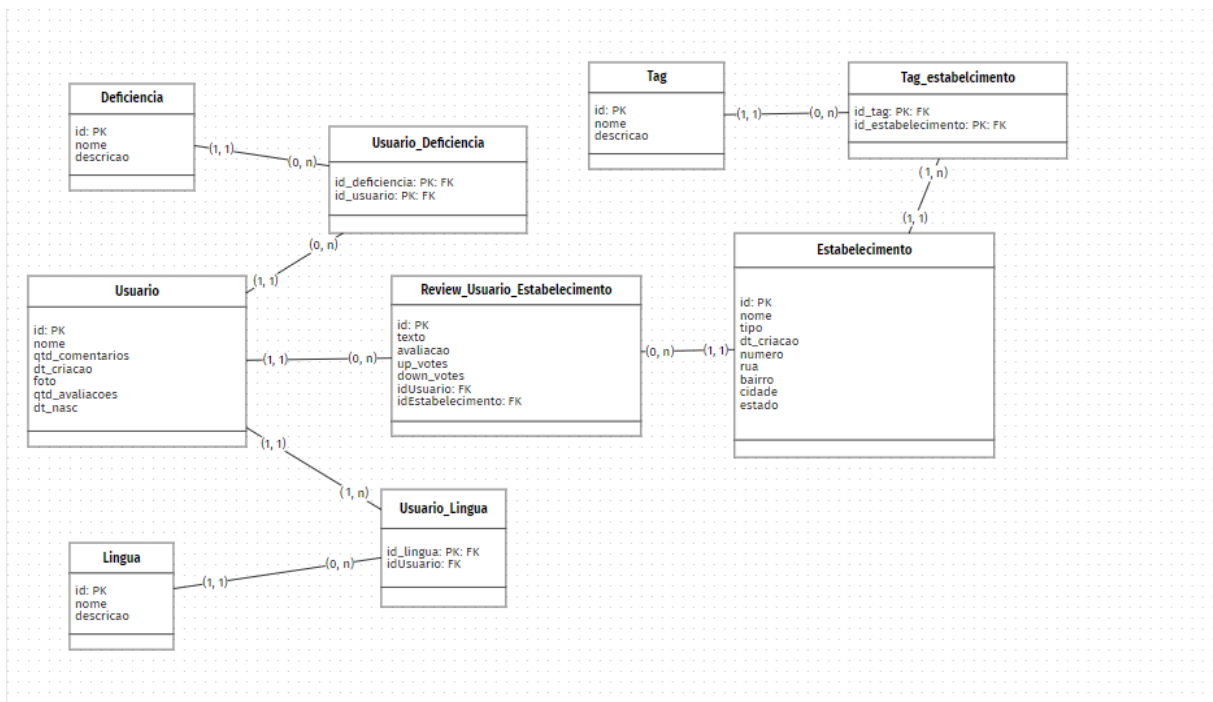 Deficiencia
id: PK
nome
descricao
(1, 1)
(0, n)
Usuario_Deficiencia
id_deficiencia: PK: FK
id_usuario: PK: FK
(0, n)
(1, 1)
Tag
id: PK
nome
descricao
(1, 1)
(0, n)
Tag_estabelcimento
id_tag: PK: FK
id_estabelecimento: PK: FK
(1, n)
(1, 1)
Usuario
id: PK
nome
qtd_comentarios
dt_criacao
foto
qtd_avaliacoes
dt_nasc
(1, 1)
(0, n)
Review_Usuario_Estabelecimento
id: PK
texto
avaliacao
up_votes
down_votes
idUsuario: FK
idEstabelecimento: FK
(0, n)
(1, 1)
Estabelecimento
id: PK
nome
tipo
dt_criacao
numero
rua
bairro
cidade
estado
(1, 1)
(1, n)
Usuario_Lingua
id_lingua: PK: FK
idUsuario: FK
Lingua
id: PK
nome
descricao
(1, 1)
(0, n)